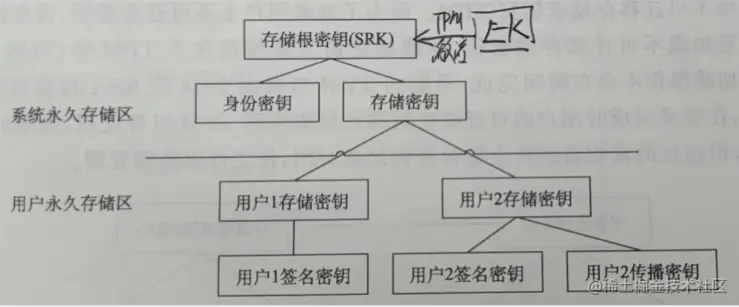 存储根密钥(SRK)
TPM
激活
EK
系统永久存储区
身份密钥
存储密钥
用户永久存储区
用户1存储密钥
用户2存储密钥
用户1签名密钥
用户2签名密钥
用户2传播密钥
@稀土掘金技术社区